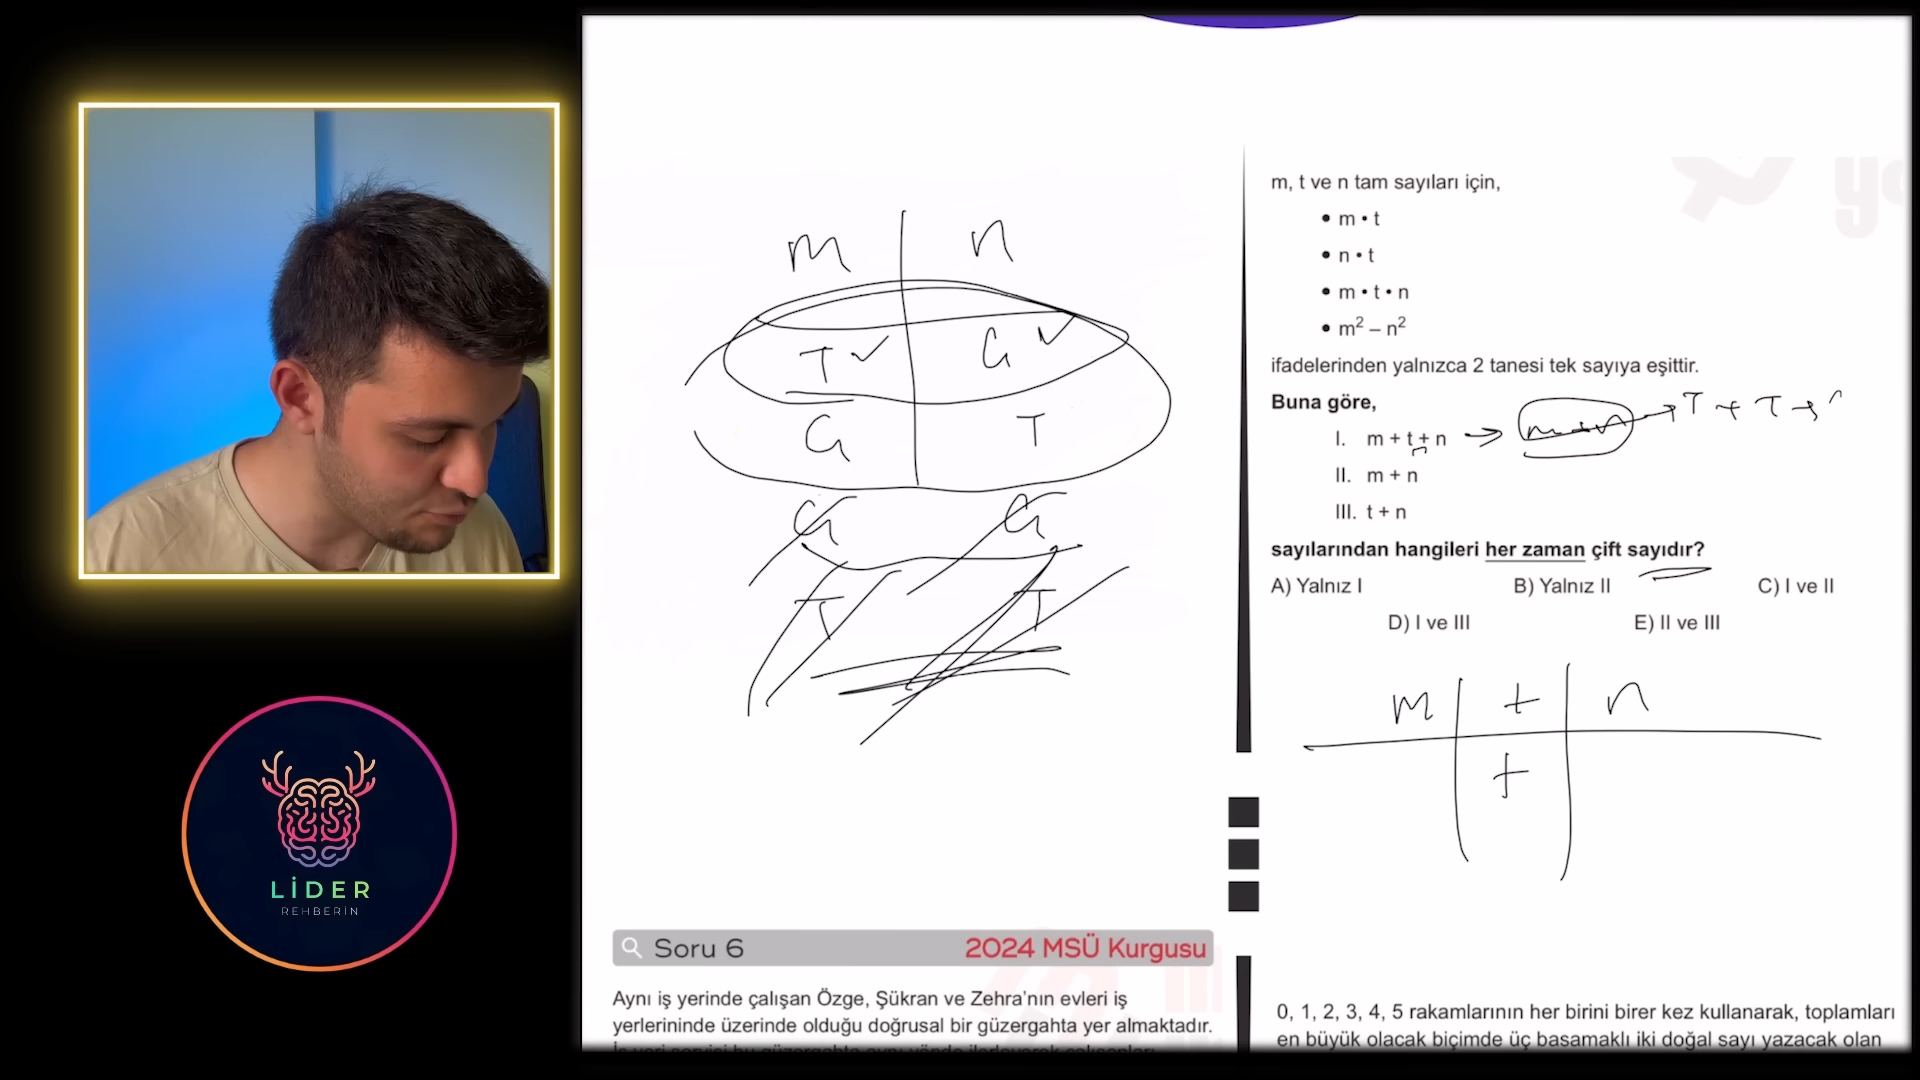 LİDER
REHBERİN
m n
T G
G T
G G
T T
Soru 6
2024 MSÜ Kurgusu
Aynı iş yerinde çalışan Özge, Şükran ve Zehra'nın evleri iş
yerlerininde üzerinde olduğu doğrusal bir güzergahta yer almaktadır.
m, t ve n tam sayıları için,
• m • t
• n • t
• m • t • n
• m² – n²
ifadelerinden yalnızca 2 tanesi tek sayıya eşittir.
Buna göre,
I. m + t + n → m+n → T + T →
II. m + n
III. t + n
sayılarından hangileri her zaman çift sayıdır?
A) Yalnız I B) Yalnız II C) I ve II
D) I ve III E) II ve III
m t n
t
0, 1, 2, 3, 4, 5 rakamlarının her birini birer kez kullanarak, toplamları
en büyük olacak biçimde üç basamaklı iki doğal sayı yazacak olan